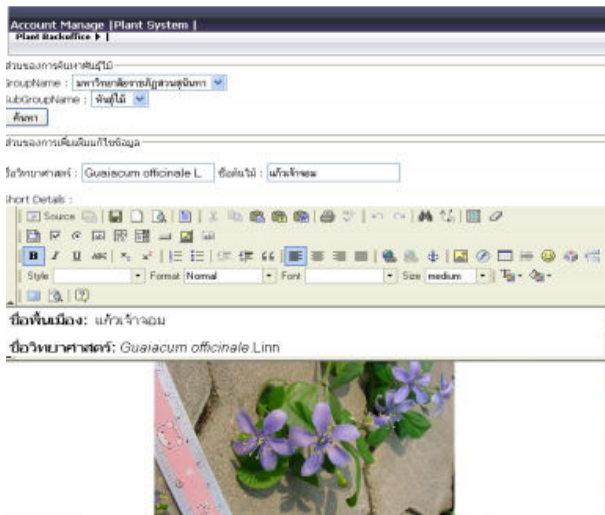 Account Manage |Plant System |
Plant Backoffice ▶ |
ส่วนของการค้นหาพันธุ์ไม้
GroupName : มหาวิทยาลัยราชภัฏสวนสุนันทา
SubGroupName : พันธุ์ไม้
ค้นหา
ส่วนของการเพิ่มเติมแก้ไขข้อมูล
ชื่อวิทยาศาสตร์ : Guaiacum officinale L. ชื่อต้นไม้ : แก้วเจ้าจอม
Short Details :
Source
B I U ABC x₂ x²
Style Format Normal Font Size medium
ชื่อพื้นเมือง: แก้วเจ้าจอม
ชื่อวิทยาศาสตร์: Guaiacum officinale.Linn